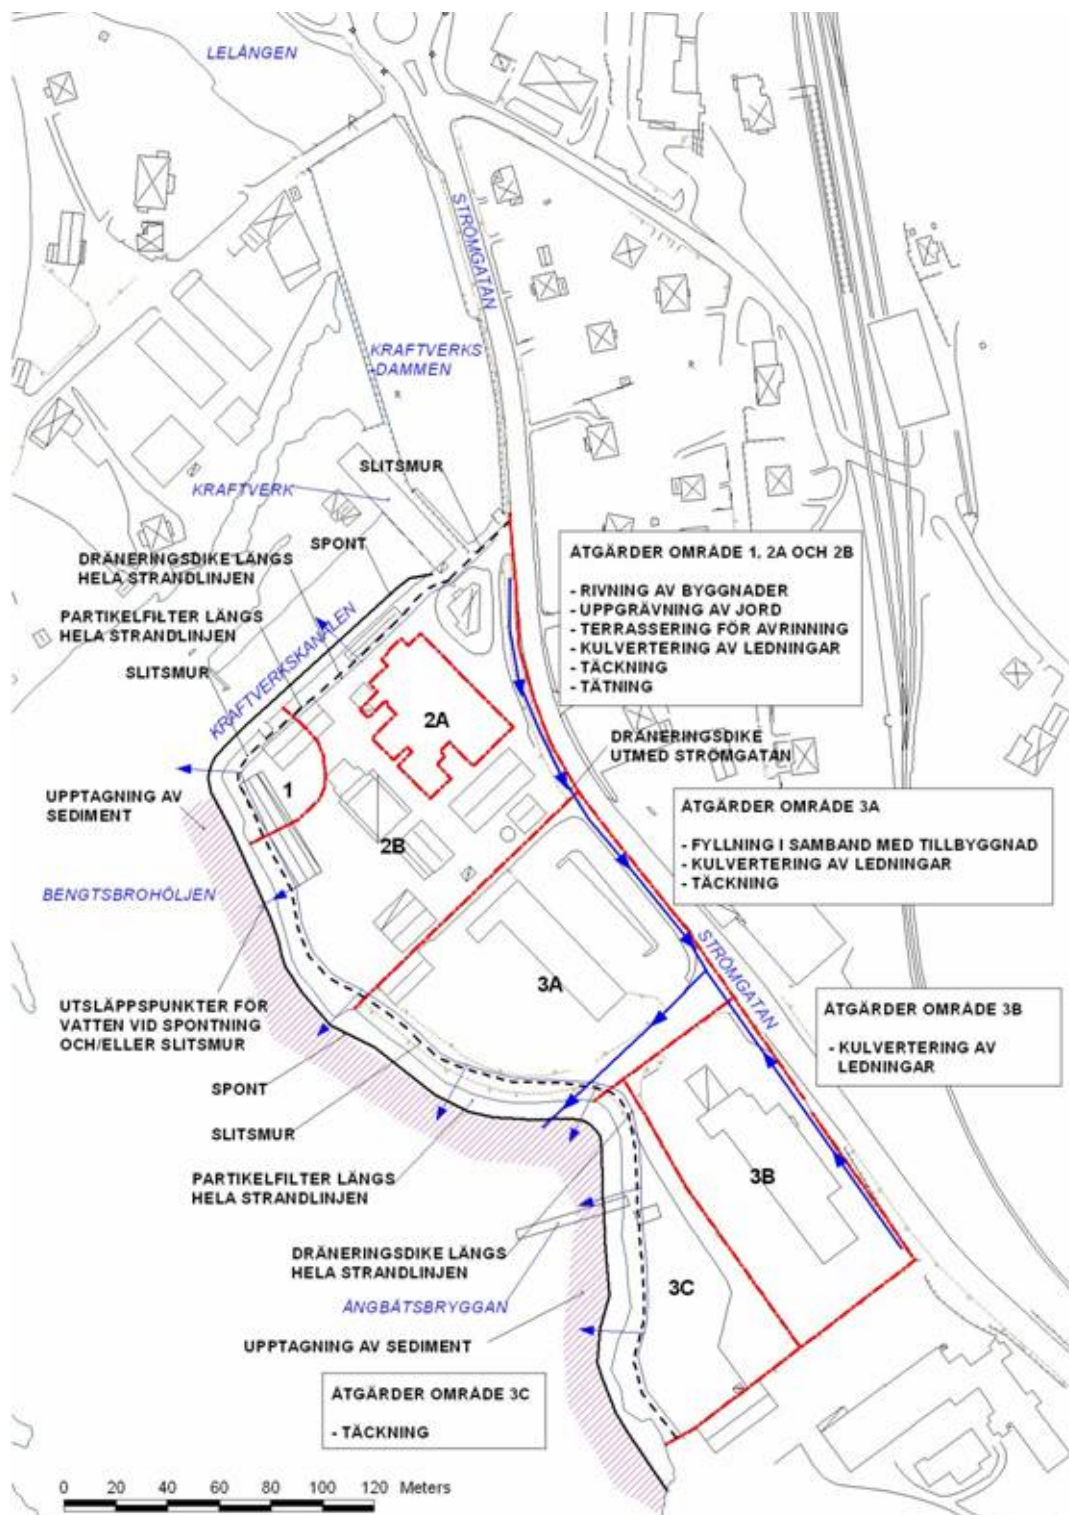 LELÅNGEN
STRÖMGATAN
KRAFTVERKS
-DAMMEN
SLITSMUR
KRAFTVERK
SPONT
DRÄNERINGSDIKE LÄNGS
HELA STRANDLINJEN
PARTIKELFILTER LÄNGS
HELA STRANDLINJEN
SLITSMUR
KRAFTVERKSKANALEN
ÅTGÄRDER OMRÅDE 1, 2A OCH 2B
- RIVNING AV BYGGNADER
- UPPGRÄVNING AV JORD
- TERRASSERING FÖR AVRINNING
- KULVERTERING AV LEDNINGAR
- TÄCKNING
- TÄTNING
2A
DRÄNERINGSDIKE
UTMED STRÖMGATAN
1
UPPTAGNING AV
SEDIMENT
2B
ÅTGÄRDER OMRÅDE 3A
- FYLLNING I SAMBAND MED TILLBYGGNAD
- KULVERTERING AV LEDNINGAR
- TÄCKNING
BENGTSBROHÖLJEN
STRÖMGATAN
3A
UTSLÄPPSPUNKTER FÖR
VATTEN VID SPONTNING
OCH/ELLER SLITSMUR
ÅTGÄRDER OMRÅDE 3B
- KULVERTERING AV
LEDNINGAR
SPONT
SLITSMUR
PARTIKELFILTER LÄNGS
HELA STRANDLINJEN
3B
DRÄNERINGSDIKE LÄNGS
HELA STRANDLINJEN
3C
ÅNGBÅTSBRYGGAN
UPPTAGNING AV SEDIMENT
ÅTGÄRDER OMRÅDE 3C
- TÄCKNING
0 20 40 60 80 100 120 Meters